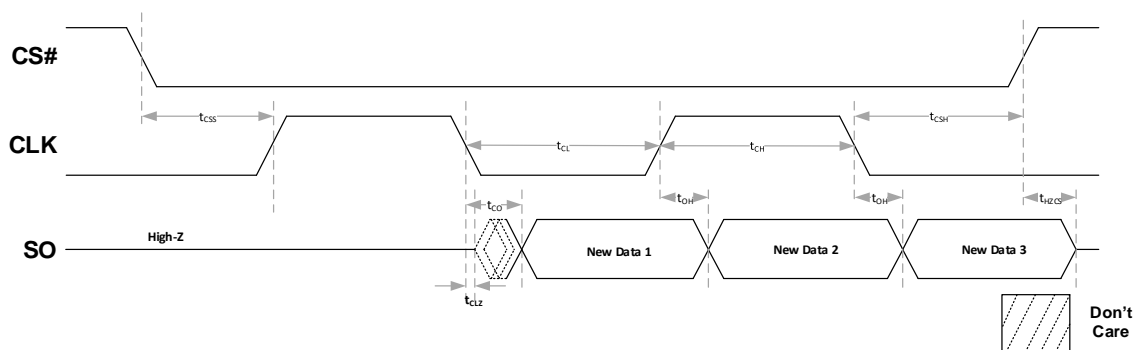 CS#
tCSS
tCSH
CLK
tCL
tCH
tCO
tOH
tOH
tHZCS
High-Z
SO
New Data 1
New Data 2
New Data 3
tCLZ
Don't
Care